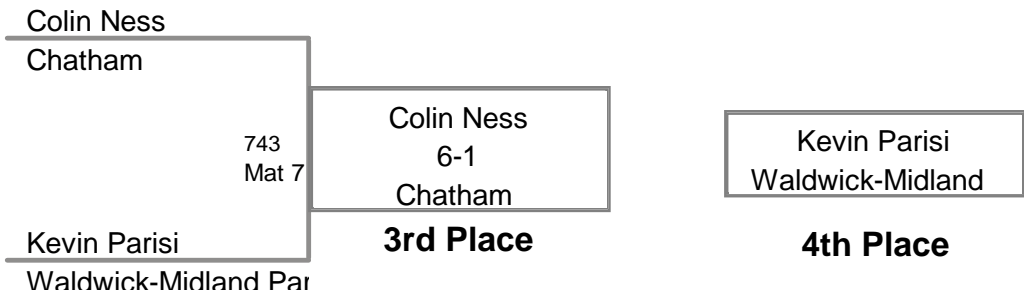 Colin Ness
Chatham
743
Mat 7
Colin Ness
6-1
Chatham
3rd Place
Kevin Parisi
Waldwick-Midland
4th Place
Kevin Parisi
Waldwick-Midland Par